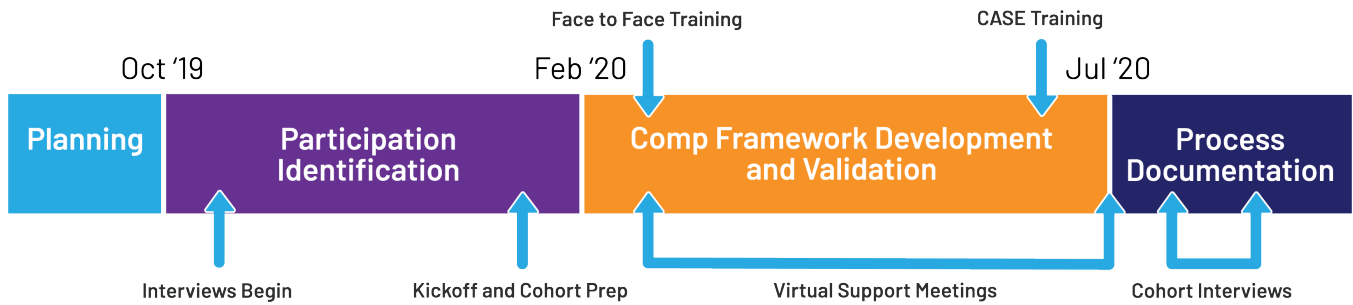 Face to Face Training
CASE Training
Oct ‘19
Feb ‘20
Jul ‘20
Planning
Participation
Identification
Comp Framework Development
and Validation
Process
Documentation
Interviews Begin
Kickoff and Cohort Prep
Virtual Support Meetings
Cohort Interviews